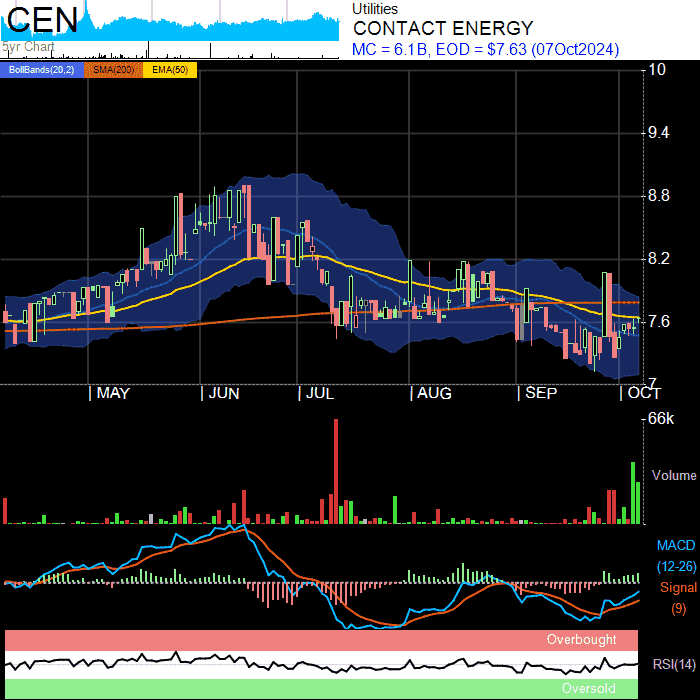 CEN
5yr Chart
Utilities
CONTACT ENERGY
MC = 6.1B, EOD = $7.63 (07Oct2024)
BollBands(20,2) SMA(200) EMA(50)
10
9.4
8.8
8.2
7.6
7
MAY JUN JUL AUG SEP OCT
66k
Volume
MACD
(12-26)
Signal
(9)
Overbought
RSI(14)
Oversold